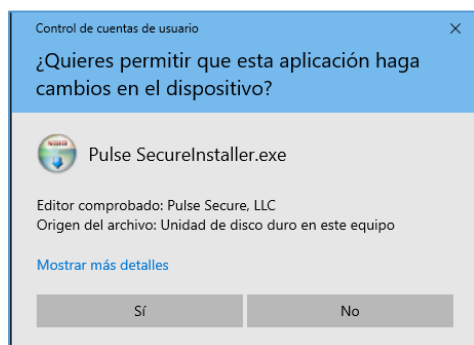 Control de cuentas de usuario
¿Quieres permitir que esta aplicación haga
cambios en el dispositivo?
Pulse SecureInstaller.exe
Editor comprobado: Pulse Secure, LLC
Origen del archivo: Unidad de disco duro en este equipo
Mostrar más detalles
Sí
No